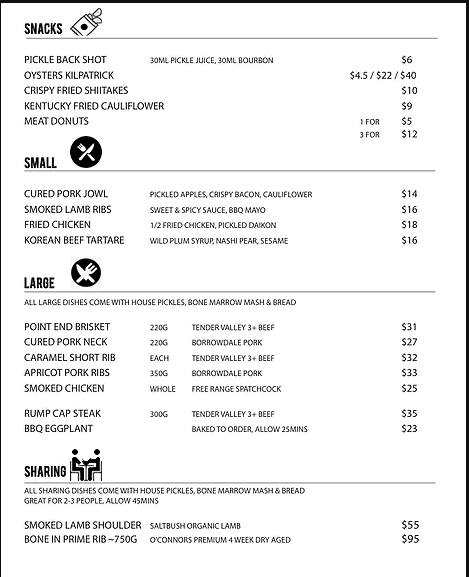 SNACKS
PICKLE BACK SHOT 30ML PICKLE JUICE, 30ML BOURBON $6
OYSTERS KILPATRICK $4.5 / $22 / $40
CRISPY FRIED SHIITAKES $10
KENTUCKY FRIED CAULIFLOWER $9
MEAT DONUTS 1 FOR $5
3 FOR $12
SMALL
CURED PORK JOWL PICKLED APPLES, CRISPY BACON, CAULIFLOWER $14
SMOKED LAMB RIBS SWEET & SPICY SAUCE, BBQ MAYO $16
FRIED CHICKEN 1/2 FRIED CHICKEN, PICKLED DAIKON $18
KOREAN BEEF TARTARE WILD PLUM SYRUP, NASHI PEAR, SESAME $16
LARGE
ALL LARGE DISHES COME WITH HOUSE PICKLES, BONE MARROW MASH & BREAD
POINT END BRISKET 220G TENDER VALLEY 3+ BEEF $31
CURED PORK NECK 220G BORROWDALE PORK $27
CARAMEL SHORT RIB EACH TENDER VALLEY 3+ BEEF $32
APRICOT PORK RIBS 350G BORROWDALE PORK $33
SMOKED CHICKEN WHOLE FREE RANGE SPATCHCOCK $25
RUMP CAP STEAK 300G TENDER VALLEY 3+ BEEF $35
BBQ EGGPLANT BAKED TO ORDER, ALLOW 25MINS $23
SHARING
ALL SHARING DISHES COME WITH HOUSE PICKLES, BONE MARROW MASH & BREAD
GREAT FOR 2-3 PEOPLE, ALLOW 45MINS
SMOKED LAMB SHOULDER SALTBUSH ORGANIC LAMB $55
BONE IN PRIME RIB ~750G O'CONNORS PREMIUM 4 WEEK DRY AGED $95